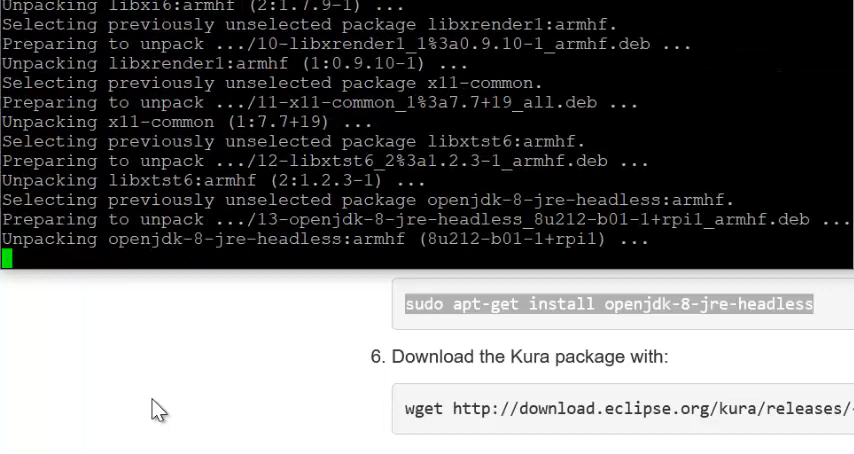 Unpacking libxi6:armhf (2:1.7.9-1) ...
Selecting previously unselected package libxrender1:armhf.
Preparing to unpack .../10-libxrender1_1%3a0.9.10-1_armhf.deb ...
Unpacking libxrender1:armhf (1:0.9.10-1) ...
Selecting previously unselected package x11-common.
Preparing to unpack .../11-x11-common_1%3a7.7+19_all.deb ...
Unpacking x11-common (1:7.7+19) ...
Selecting previously unselected package libxtst6:armhf.
Preparing to unpack .../12-libxtst6_2%3a1.2.3-1_armhf.deb ...
Unpacking libxtst6:armhf (2:1.2.3-1) ...
Selecting previously unselected package openjdk-8-jre-headless:armhf.
Preparing to unpack .../13-openjdk-8-jre-headless_8u212-b01-1+rpi1_armhf.deb ...
Unpacking openjdk-8-jre-headless:armhf (8u212-b01-1+rpi1) ...
sudo apt-get install openjdk-8-jre-headless
6. Download the Kura package with:
wget http://download.eclipse.org/kura/releases/